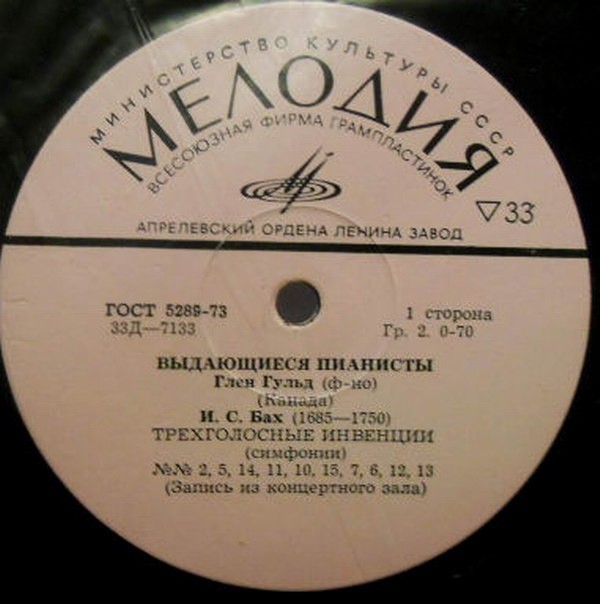 МИНИСТЕРСТВО КУЛЬТУРЫ СССР
МЕЛОДИЯ
ВСЕСОЮЗНАЯ ФИРМА ГРАМПЛАСТИНОК
▽33
АПРЕЛЕВСКИЙ ОРДЕНА ЛЕНИНА ЗАВОД
ГОСТ 5289-73
1 сторона
33Д—7133
Гр. 2. 0-70
ВЫДАЮЩИЕСЯ ПИАНИСТЫ
Глен Гульд (ф-но)
(Канада)
И. С. Бах (1685—1750)
ТРЕХГОЛОСНЫЕ ИНВЕНЦИИ
(симфонии)
№№ 2, 5, 14, 11, 10, 15, 7, 6, 12, 13
(Запись из концертного зала)